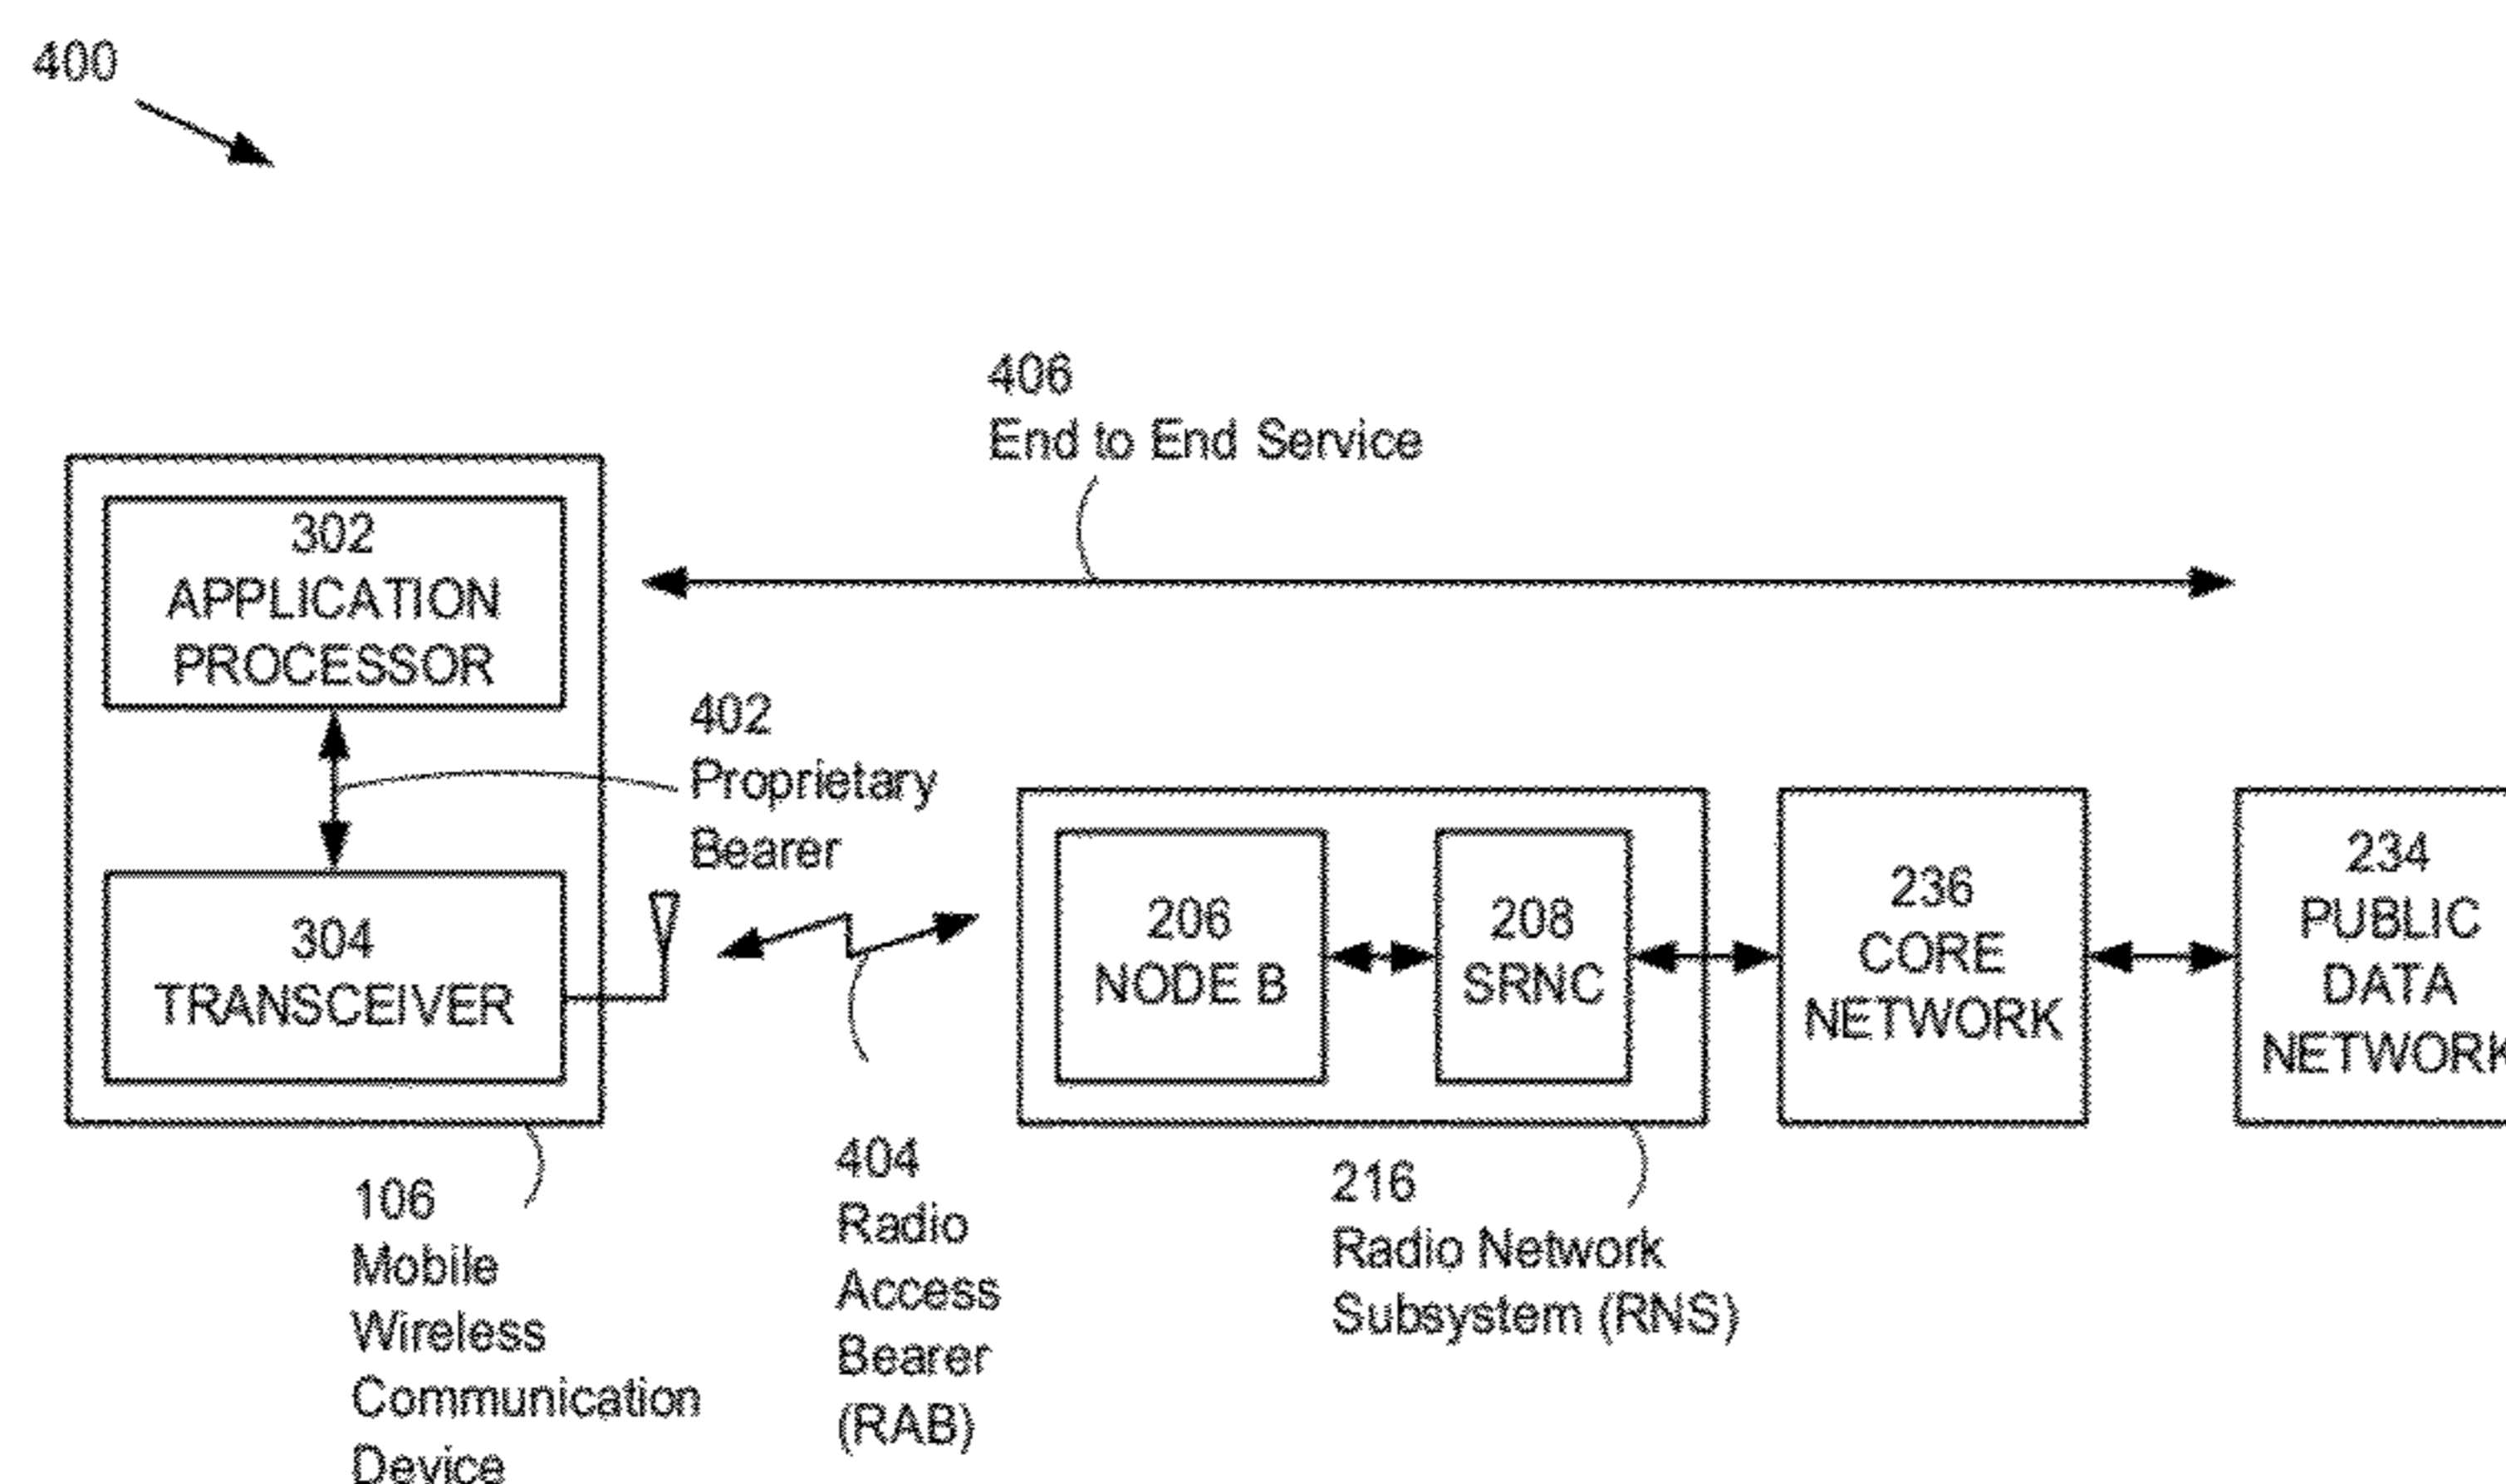 400
406
End to End Service
302
APPLICATION
PROCESSOR
402
Proprietary
Bearer
304
TRANSCEIVER
206
NODE B
208
SRNC
236
CORE
NETWORK
234
PUBLIC
DATA
NETWORK
106
Mobile
Wireless
Communication
Device
404
Radio
Access
Bearer
(RAB)
216
Radio Network
Subsystem (RNS)